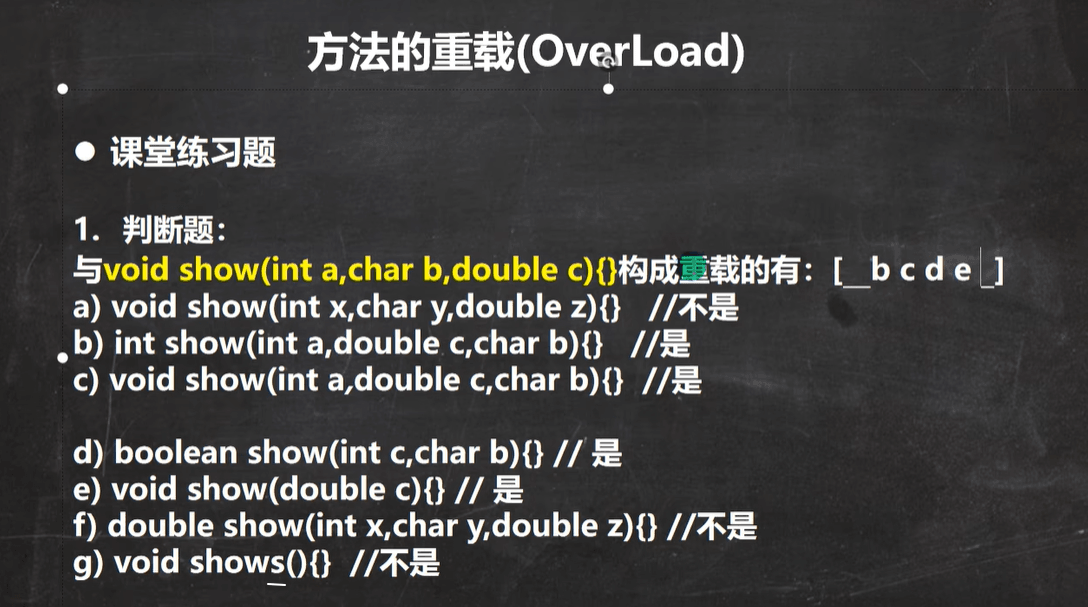 方法的重载(OverLoad)
● 课堂练习题
1. 判断题：
与void show(int a,char b,double c){}构成重载的有：[__b c d e _]
a) void show(int x,char y,double z){} //不是
b) int show(int a,double c,char b){} //是
c) void show(int a,double c,char b){} //是
d) boolean show(int c,char b){} // 是
e) void show(double c){} // 是
f) double show(int x,char y,double z){} //不是
g) void shows(){} //不是